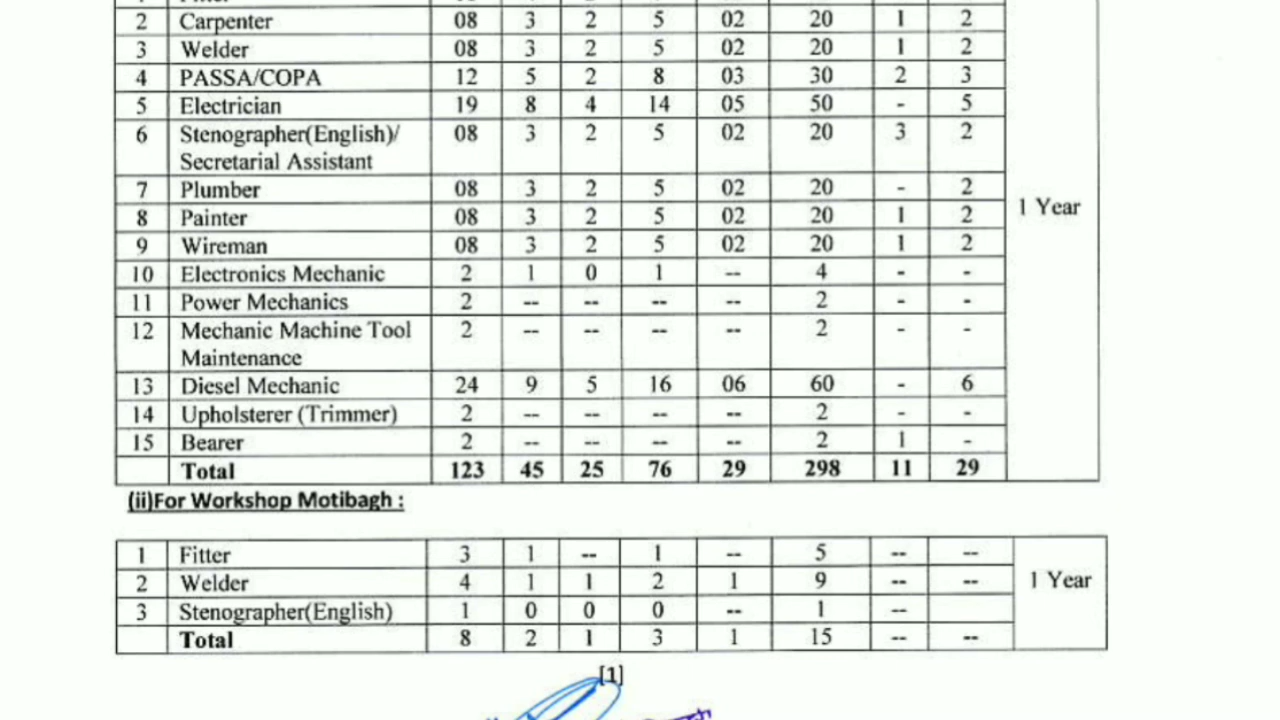 2 Carpenter 08 3 2 5 02 20 1 2
3 Welder 08 3 2 5 02 20 1 2
4 PASSA/COPA 12 5 2 8 03 30 2 3
5 Electrician 19 8 4 14 05 50 - 5
6 Stenographer(English)/ 08 3 2 5 02 20 3 2
Secretarial Assistant
7 Plumber 08 3 2 5 02 20 - 2
1 Year
8 Painter 08 3 2 5 02 20 1 2
9 Wireman 08 3 2 5 02 20 1 2
10 Electronics Mechanic 2 1 0 1 -- 4 - -
11 Power Mechanics 2 -- -- -- -- 2 - -
12 Mechanic Machine Tool 2 -- -- -- -- 2 - -
Maintenance
13 Diesel Mechanic 24 9 5 16 06 60 - 6
14 Upholsterer (Trimmer) 2 -- -- -- -- 2 - -
15 Bearer 2 -- -- -- -- 2 1 -
Total 123 45 25 76 29 298 11 29
(ii)For Workshop Motibagh :
1 Fitter 3 1 -- 1 -- 5 -- --
2 Welder 4 1 1 2 1 9 -- -- 1 Year
3 Stenographer(English) 1 0 0 0 -- 1 --
Total 8 2 1 3 1 15 -- --
[1]